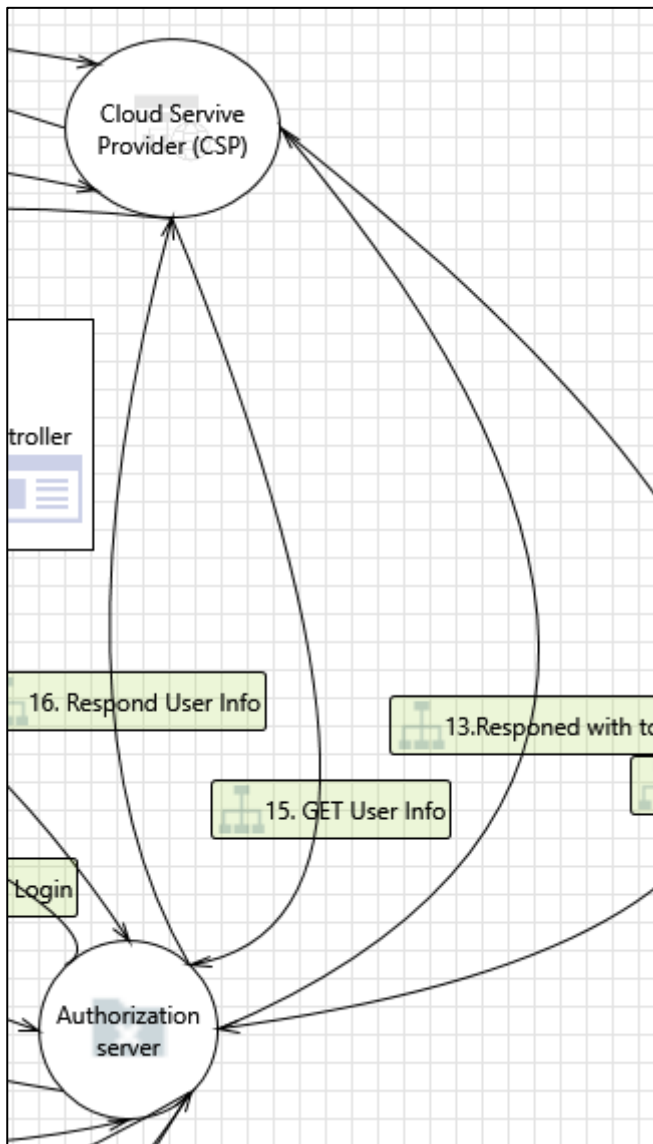 Cloud Servive
Provider (CSP)
troller
16. Respond User Info
13.Responed with to
15. GET User Info
Login
Authorization
server